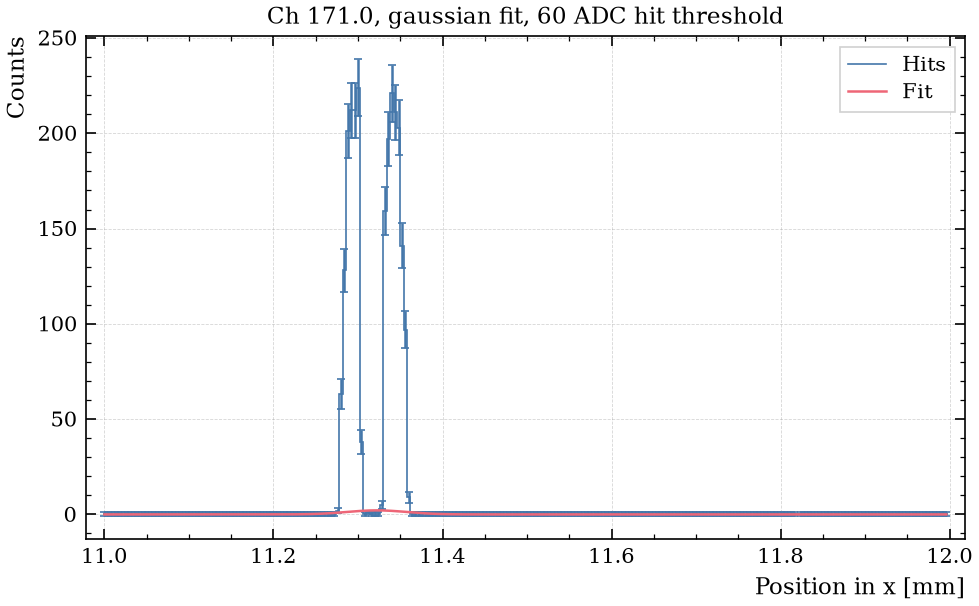 Ch 171.0, gaussian fit, 60 ADC hit threshold
Counts
250
200
150
100
50
0
Hits
Fit
11.0 11.2 11.4 11.6 11.8 12.0
Position in x [mm]